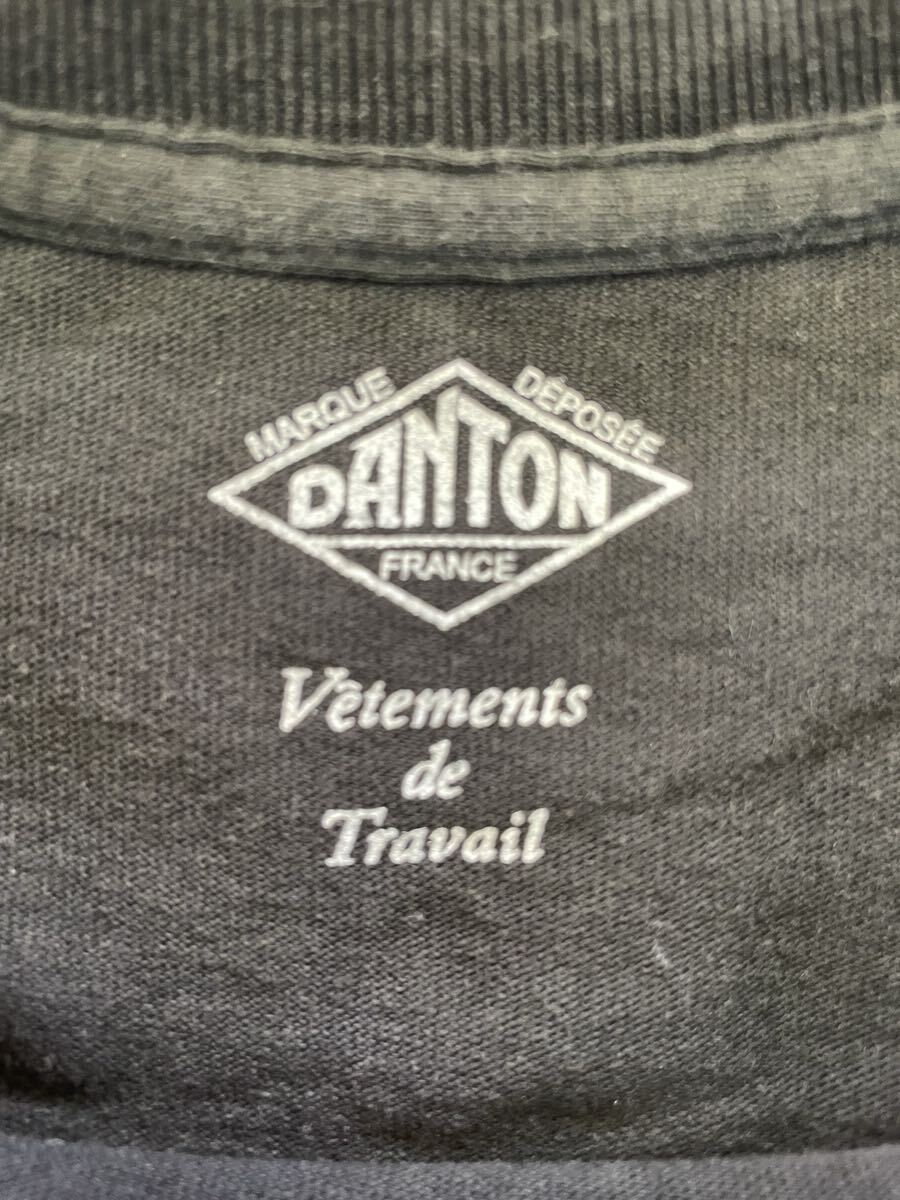 MARQUE DÉPOSÉE
DANTON
FRANCE
Vêtements
de
Travail